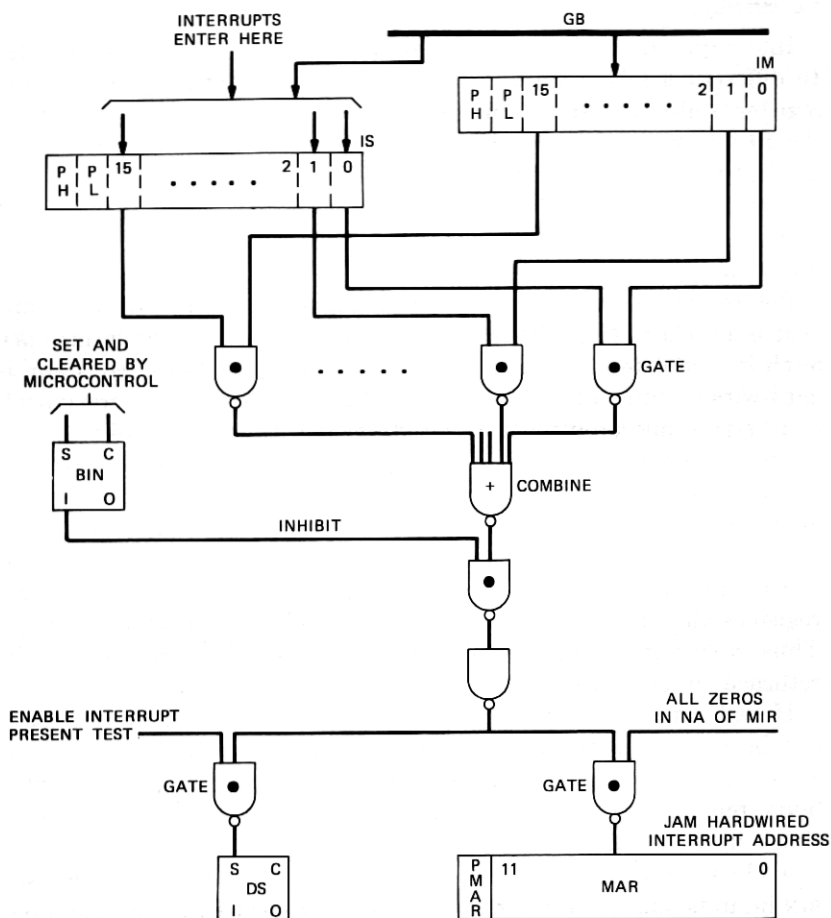 INTERRUPTS
ENTER HERE
GB
IM
P H
P L
15
. . . . .
2
1
0
IS
P H
P L
15
. . . . .
2
1
0
SET AND
CLEARED BY
MICROCONTROL
. . . . .
GATE
S C
BIN
I O
+
COMBINE
INHIBIT
ENABLE INTERRUPT
PRESENT TEST
ALL ZEROS
IN NA OF MIR
GATE
GATE
JAM HARDWIRED
INTERRUPT ADDRESS
S C
DS
I O
P M A R
11
0
MAR